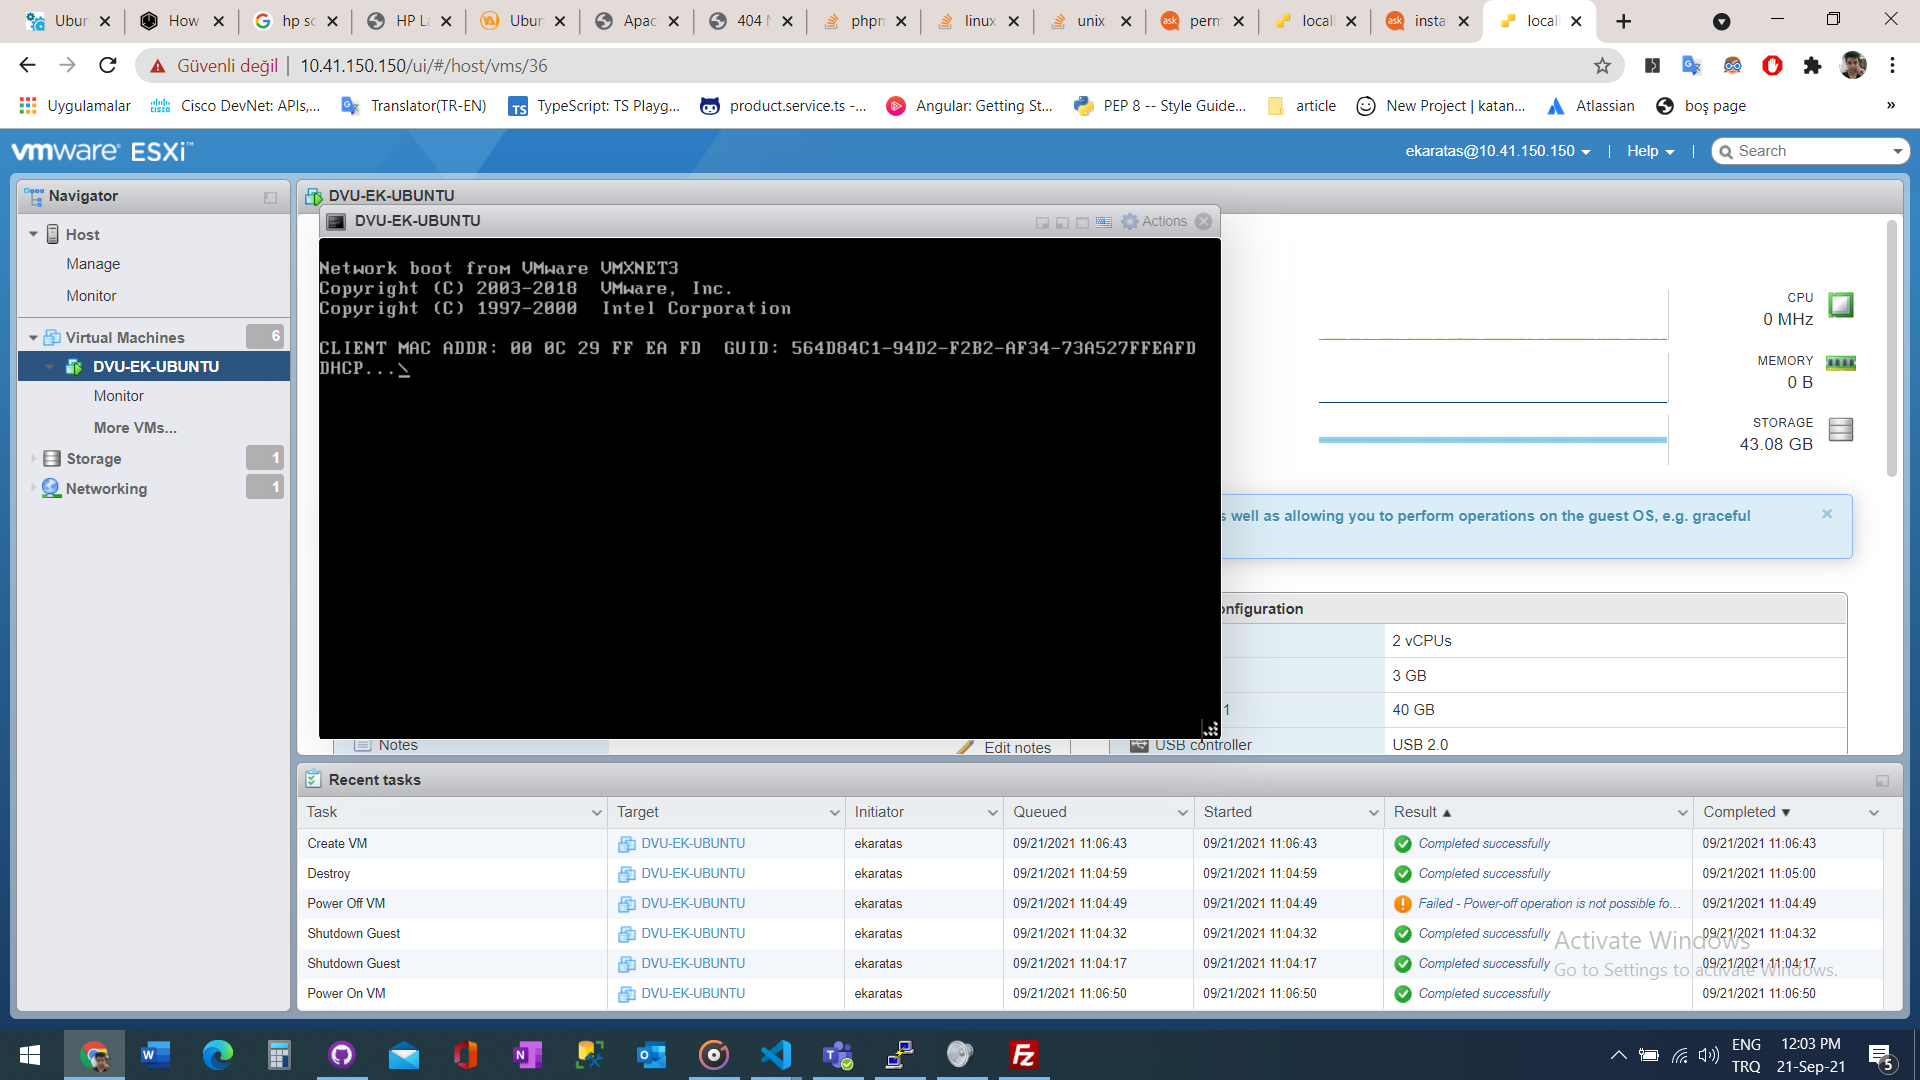 Ubun
How
hp sc
HP La
Ubun
Apac
404 N
phpm
linux
unix
perm
locall
insta
locall
Güvenli değil
10.41.150.150/ui/#/host/vms/36
Uygulamalar
Cisco DevNet: APIs,...
Translator(TR-EN)
TypeScript: TS Playg...
product.service.ts -...
Angular: Getting St...
PEP 8 -- Style Guide...
article
New Project | katan...
Atlassian
boş page
»
vmware ESXi™
ekaratas@10.41.150.150
Help
Search
Navigator
Host
Manage
Monitor
Virtual Machines 6
DVU-EK-UBUNTU
Monitor
More VMs...
Storage 1
Networking 1
DVU-EK-UBUNTU
DVU-EK-UBUNTU
Actions
Network boot from VMware VMXNET3
Copyright (C) 2003-2018  VMware, Inc.
Copyright (C) 1997-2000  Intel Corporation
CLIENT MAC ADDR: 00 0C 29 FF EA FD  GUID: 564D84C1-94D2-F2B2-AF34-73A527FFEAFD
DHCP...\
CPU
0 MHz
MEMORY
0 B
STORAGE
43.08 GB
s well as allowing you to perform operations on the guest OS, e.g. graceful
onfiguration
2 vCPUs
3 GB
1 40 GB
USB controller USB 2.0
Notes
Edit notes
Recent tasks
Task Target Initiator Queued Started Result ▲ Completed ▼
Create VM DVU-EK-UBUNTU ekaratas 09/21/2021 11:06:43 09/21/2021 11:06:43 Completed successfully 09/21/2021 11:06:43
Destroy DVU-EK-UBUNTU ekaratas 09/21/2021 11:04:59 09/21/2021 11:04:59 Completed successfully 09/21/2021 11:05:00
Power Off VM DVU-EK-UBUNTU ekaratas 09/21/2021 11:04:49 09/21/2021 11:04:49 Failed - Power-off operation is not possible fo... 09/21/2021 11:04:49
Shutdown Guest DVU-EK-UBUNTU ekaratas 09/21/2021 11:04:32 09/21/2021 11:04:32 Completed successfully 09/21/2021 11:04:32
Shutdown Guest DVU-EK-UBUNTU ekaratas 09/21/2021 11:04:17 09/21/2021 11:04:17 Completed successfully 09/21/2021 11:04:17
Power On VM DVU-EK-UBUNTU ekaratas 09/21/2021 11:06:50 09/21/2021 11:06:50 Completed successfully 09/21/2021 11:06:50
Activate Windows
Go to Settings to activate Windows.
ENG
TRQ
12:03 PM
21-Sep-21
5